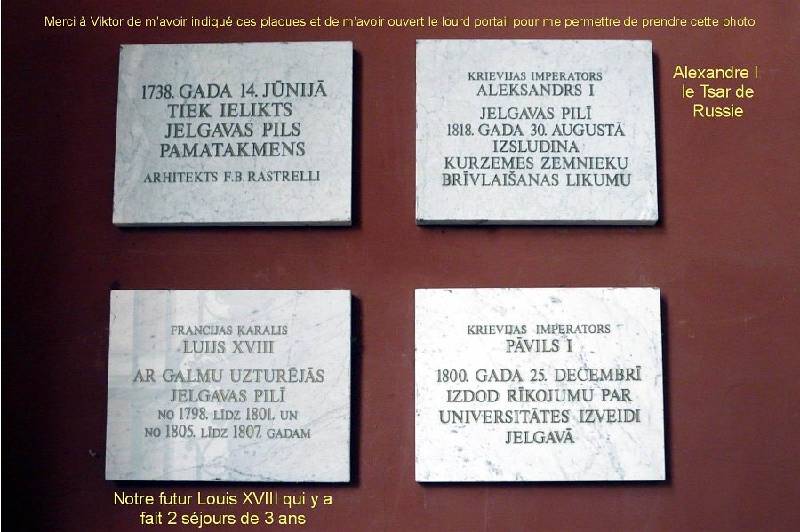 Merci à Viktor de m'avoir indiqué ces plaques et de m'avoir ouvert le lourd portail pour me permettre de prendre cette photo
1738. GADA 14. JŪNIJĀ
TIEK IELIKTS
JELGAVAS PILS
PAMATAKMENS
ARHITEKTS F.B. RASTRELLI
KRIEVIJAS IMPERATORS
ALEKSANDRS I
JELGAVAS PILĪ
1818. GADA 30. AUGUSTĀ
IZSLUDINA
KURZEMES ZEMNIEKU
BRĪVLAIŠANAS LIKUMU
Alexandre I
le Tsar de
Russie
FRANCIJAS KARALIS
LUIJS XVIII
AR GALMU UZTURĒJĀS
JELGAVAS PILĪ
NO 1798. LĪDZ 1801. UN
NO 1805. LĪDZ 1807. GADAM
KRIEVIJAS IMPERATORS
PĀVILS I
1800. GADA 25. DECEMBRĪ
IZDOD RĪKOJUMU PAR
UNIVERSITĀTES IZVEIDI
JELGAVĀ
Notre futur Louis XVIII qui y a
fait 2 séjours de 3 ans